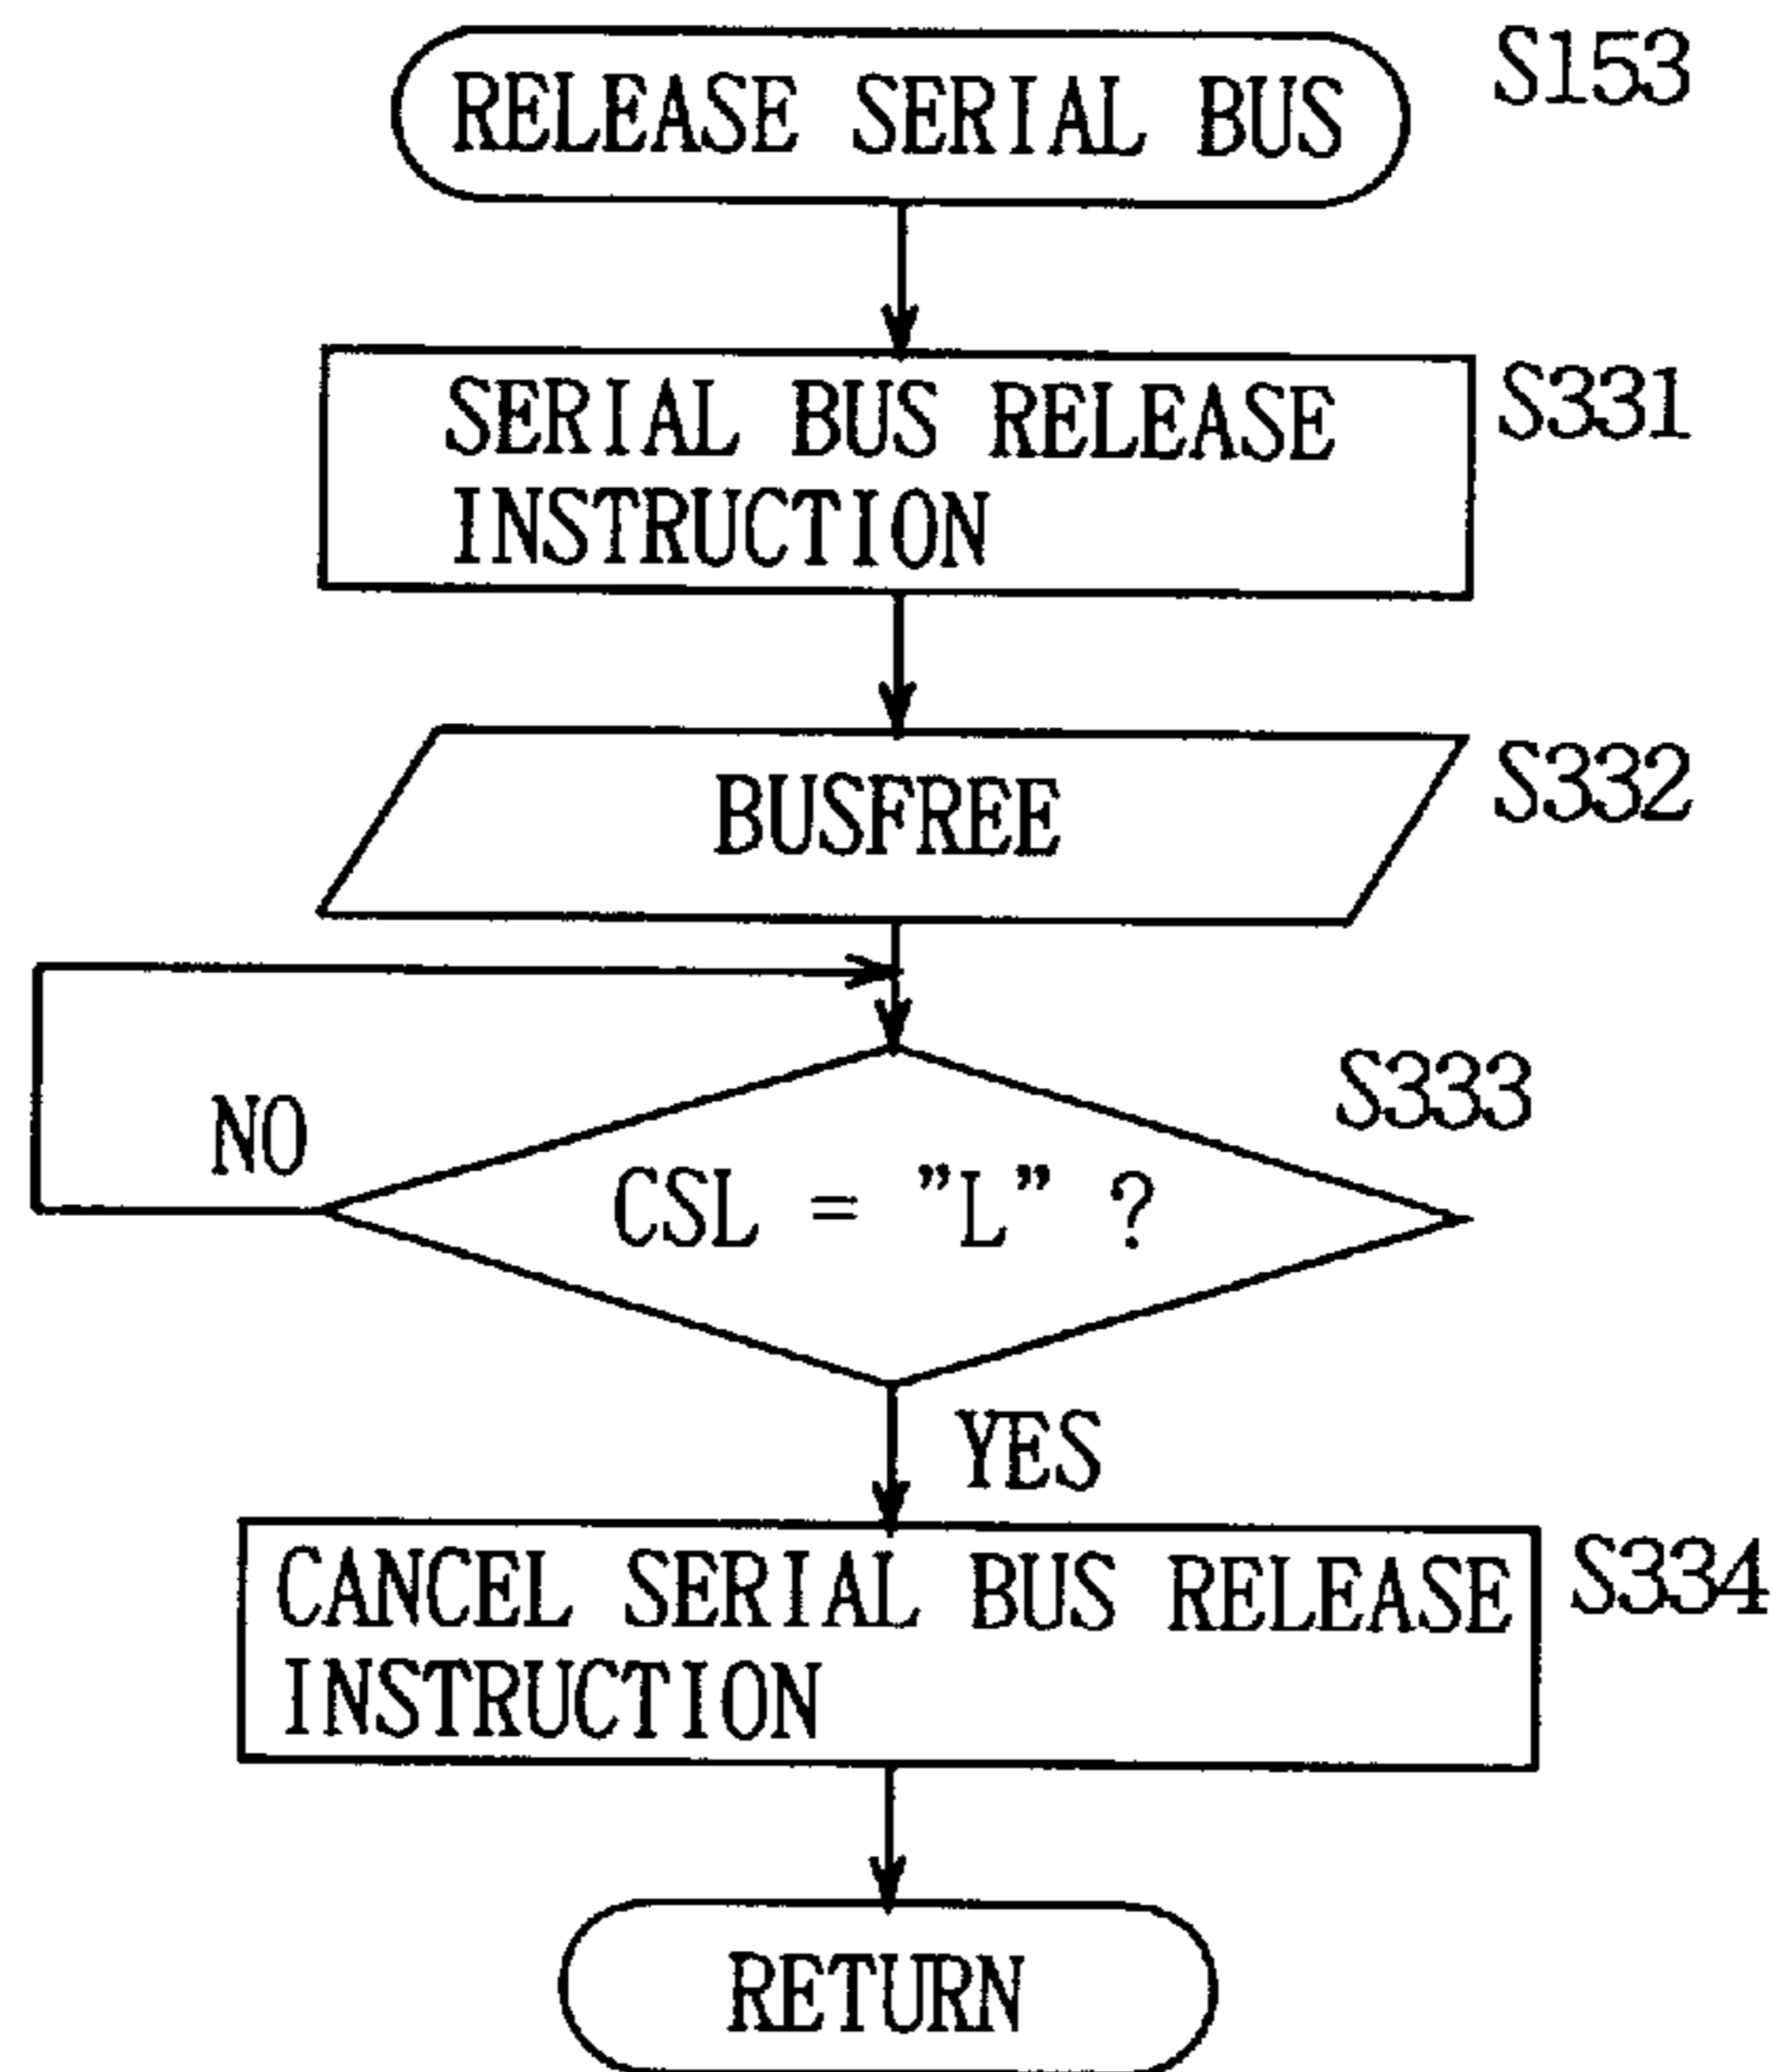 RELEASE SERIAL BUS
S153
SERIAL BUS RELEASE
INSTRUCTION
S331
BUSFREE
S332
S333
NO
CSL = "L" ?
YES
CANCEL SERIAL BUS RELEASE
INSTRUCTION
S334
RETURN